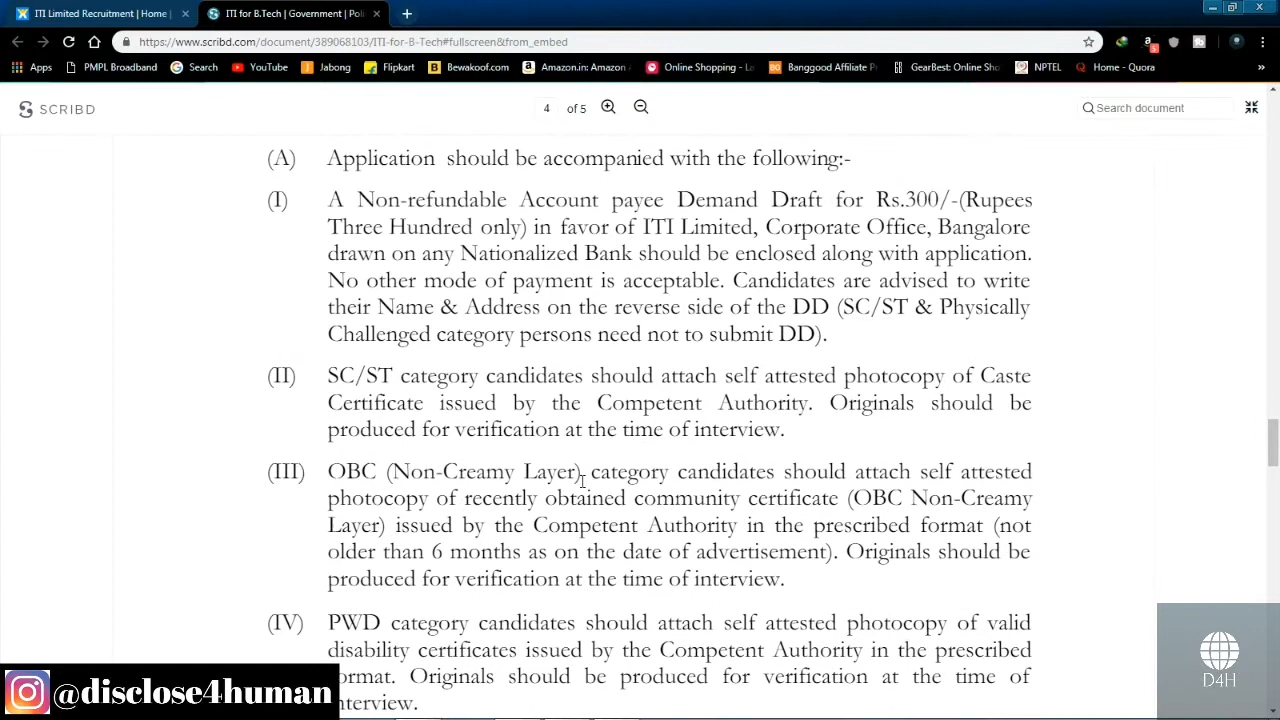 ITI Limited Recruitment | Home |
ITI for B.Tech | Government | Poli
https://www.scribd.com/document/389068103/ITI-for-B-Tech#fullscreen&from_embed
Apps PMPL Broadband Search YouTube Jabong Flipkart Bewakoof.com Amazon.in: Amazon Online Shopping - La Banggood Affiliate P GearBest: Online Sho NPTEL Home - Quora »
SCRIBD 4 of 5 Search document
(A) Application should be accompanied with the following:-
(I) A Non-refundable Account payee Demand Draft for Rs.300/-(Rupees
Three Hundred only) in favor of ITI Limited, Corporate Office, Bangalore
drawn on any Nationalized Bank should be enclosed along with application.
No other mode of payment is acceptable. Candidates are advised to write
their Name & Address on the reverse side of the DD (SC/ST & Physically
Challenged category persons need not to submit DD).
(II) SC/ST category candidates should attach self attested photocopy of Caste
Certificate issued by the Competent Authority. Originals should be
produced for verification at the time of interview.
(III) OBC (Non-Creamy Layer) category candidates should attach self attested
photocopy of recently obtained community certificate (OBC Non-Creamy
Layer) issued by the Competent Authority in the prescribed format (not
older than 6 months as on the date of advertisement). Originals should be
produced for verification at the time of interview.
(IV) PWD category candidates should attach self attested photocopy of valid
disability certificates issued by the Competent Authority in the prescribed
ormat. Originals should be produced for verification at the time of
nterview.
@disclose4human
D4H